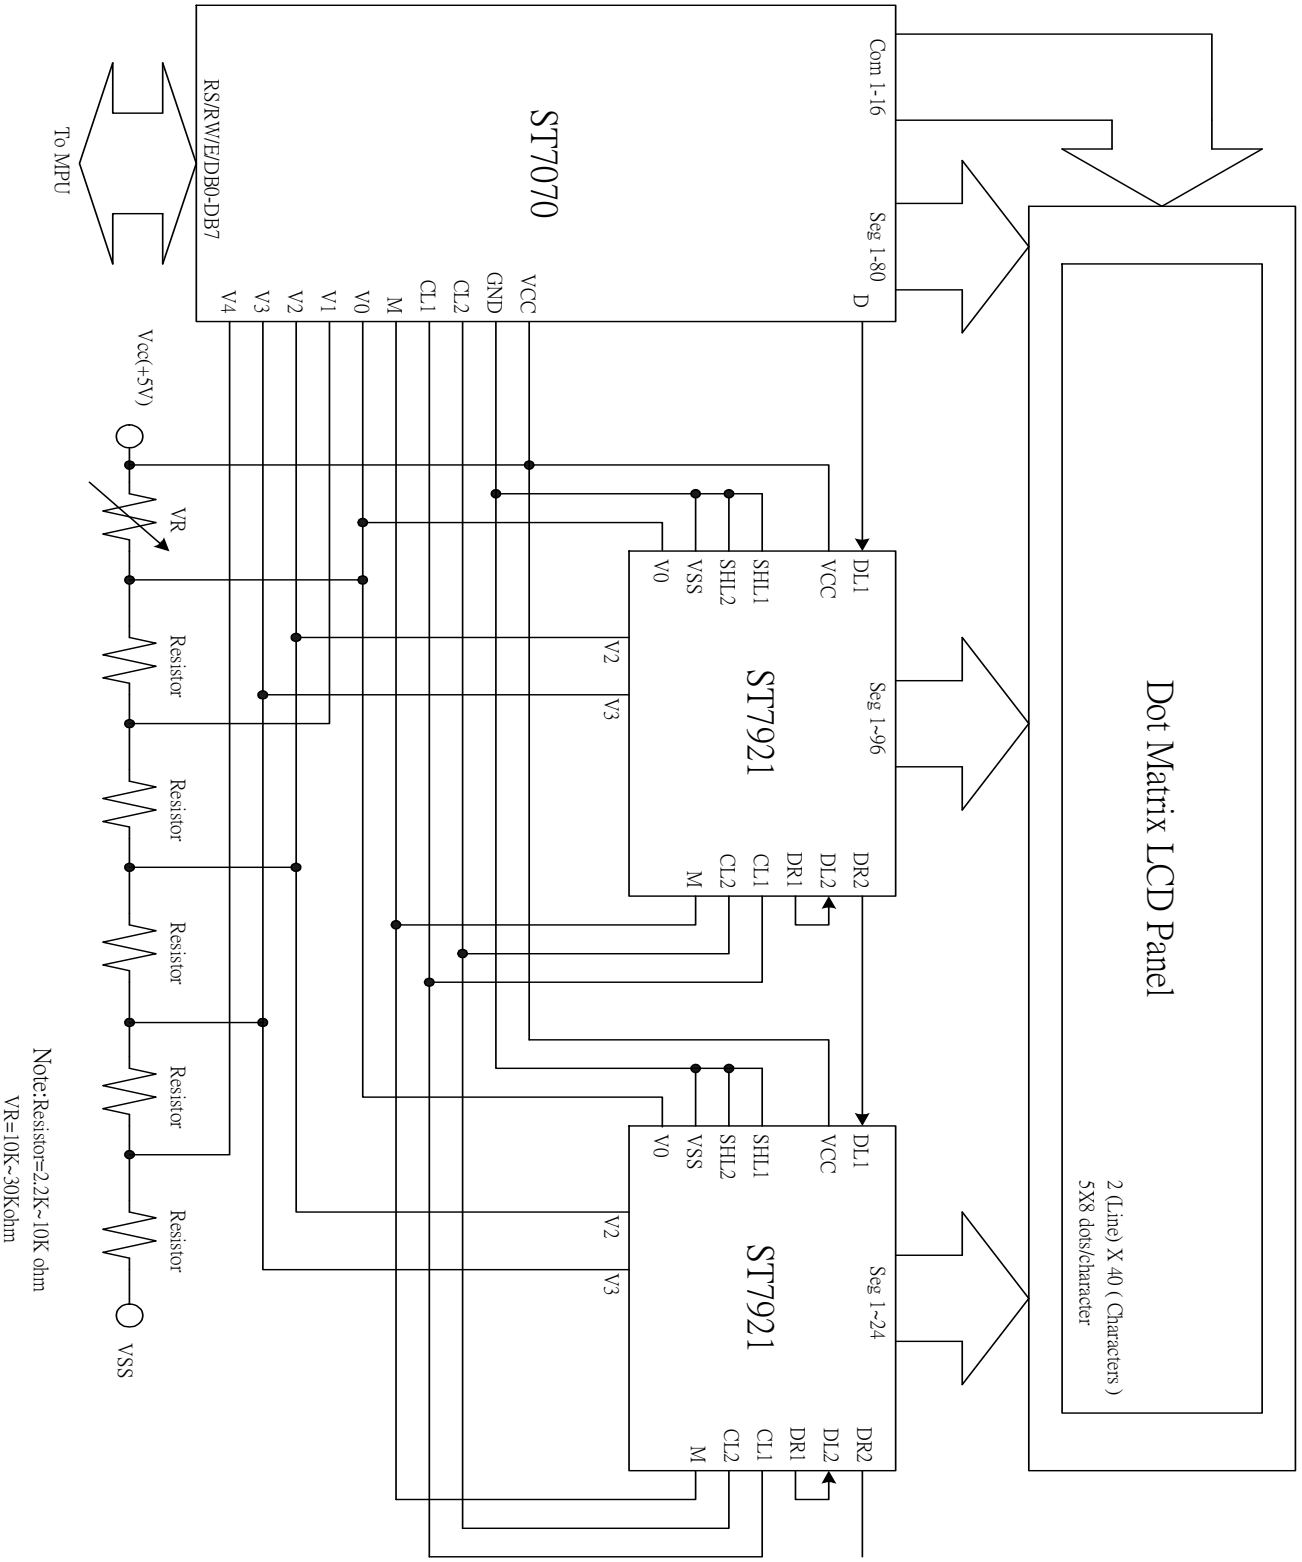 Dot Matrix LCD Panel
2 (Line) X 40 ( Characters )
5X8 dots/character
Com 1-16
Seg 1-80
D
ST7070
RS/RW/E/DB0-DB7
To MPU
VCC
GND
CL2
CL1
M
V0
V1
V2
V3
V4
DL1
VCC
SHL1
SHL2
VSS
V0
V2
V3
Seg 1~96
ST7921
DR2
DL2
DR1
CL1
CL2
M
DL1
VCC
SHL1
SHL2
VSS
V0
V2
V3
Seg 1~24
ST7921
DR2
DL2
DR1
CL1
CL2
M
Vcc(+5V)
VR
Resistor
Resistor
Resistor
Resistor
Resistor
VSS
Note:Resistor=2.2K~10K ohm
VR=10K~30Kohm